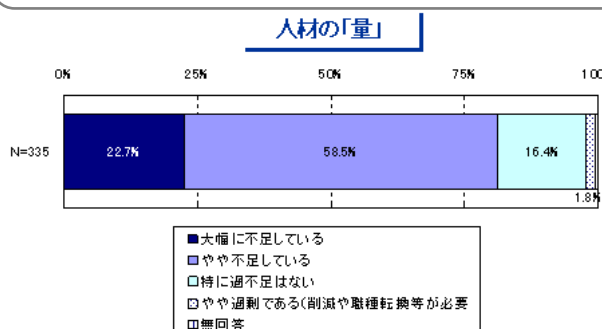 人材の「量」
0% 25% 50% 75% 100
N=335 22.7% 58.5% 16.4%
1.8%
■大幅に不足している
■やや不足している
□特に過不足はない
やや過剰である(削減や職種転換等が必要
無回答